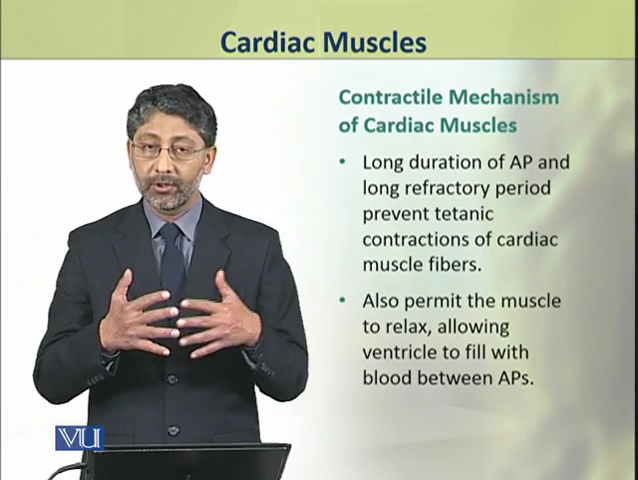 Cardiac Muscles
Contractile Mechanism
of Cardiac Muscles
• Long duration of AP and
long refractory period
prevent tetanic
contractions of cardiac
muscle fibers.
• Also permit the muscle
to relax, allowing
ventricle to fill with
blood between APs.
VU